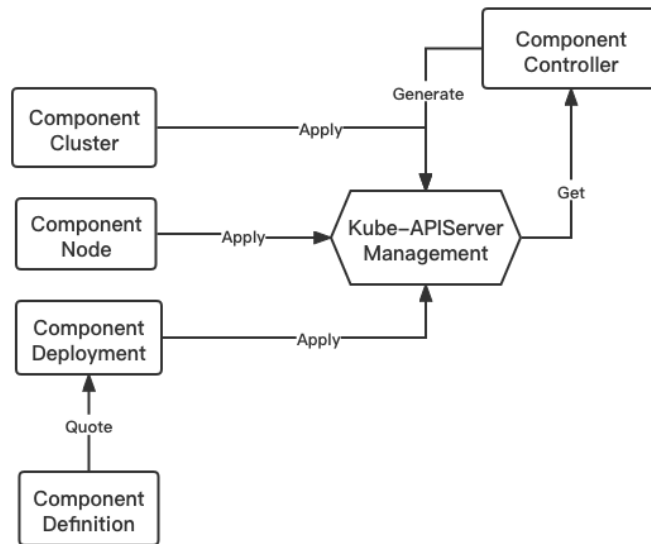 Component
Controller
Generate
Component
Cluster
Apply
Get
Component
Node
Apply
Kube-APIServer
Management
Component
Deployment
Apply
Quote
Component
Definition